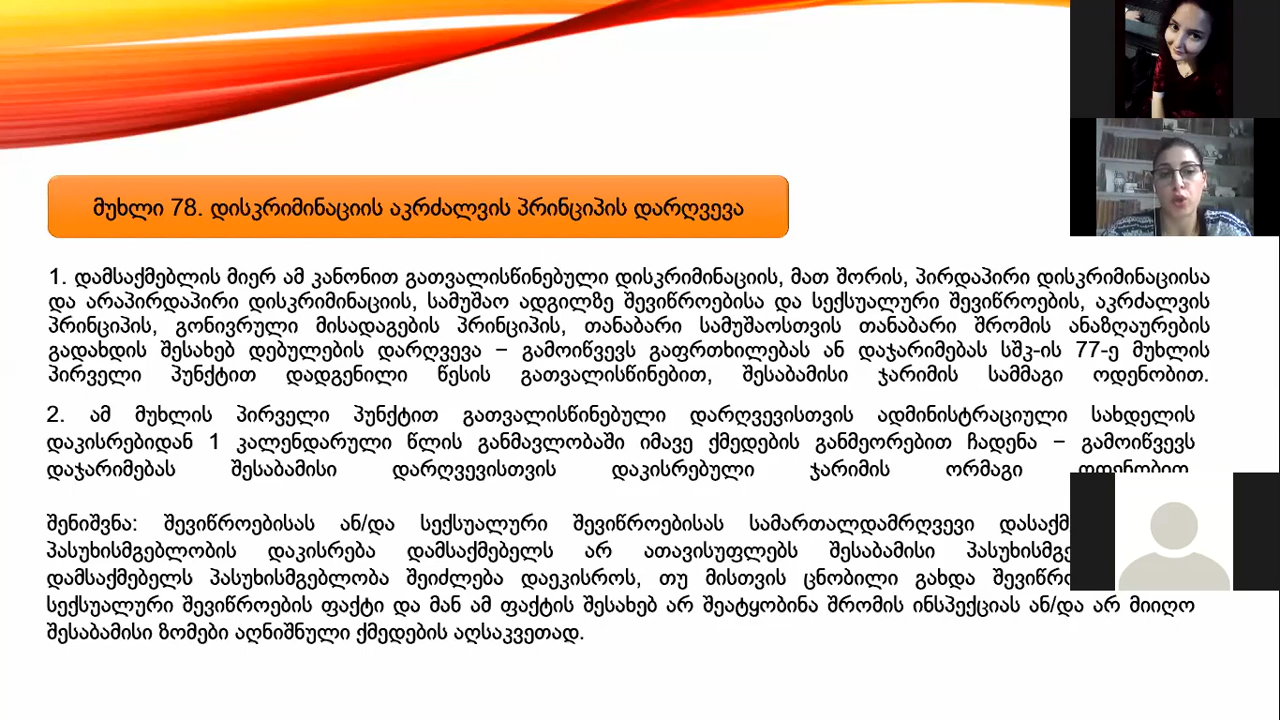 მუხლი 78. დისკრიმინაციის აკრძალვის პრინციპის დარღვევა
1. დამსაქმებლის მიერ ამ კანონით გათვალისწინებული დისკრიმინაციის, მათ შორის, პირდაპირი დისკრიმინაციისა
და არაპირდაპირი დისკრიმინაციის, სამუშაო ადგილზე შევიწროებისა და სექსუალური შევიწროების, აკრძალვის
პრინციპის, გონივრული მისადაგების პრინციპის, თანაბარი სამუშაოსთვის თანაბარი შრომის ანაზღაურების
გადახდის შესახებ დებულების დარღვევა – გამოიწვევს გაფრთხილებას ან დაჯარიმებას სშკ-ის 77-ე მუხლის
პირველი პუნქტით დადგენილი წესის გათვალისწინებით, შესაბამისი ჯარიმის სამმაგი ოდენობით.
2. ამ მუხლის პირველი პუნქტით გათვალისწინებული დარღვევისთვის ადმინისტრაციული სახდელის
დაკისრებიდან 1 კალენდარული წლის განმავლობაში იმავე ქმედების განმეორებით ჩადენა – გამოიწვევს
დაჯარიმებას შესაბამისი დარღვევისთვის დაკისრებული ჯარიმის ორმაგი ოდენობით.
შენიშვნა: შევიწროებისას ან/და სექსუალური შევიწროებისას სამართალდამრღვევი
პასუხისმგებლობის დაკისრება დამსაქმებელს არ ათავისუფლებს შესაბამისი
დამსაქმებელს პასუხისმგებლობა შეიძლება დაეკისროს, თუ მისთვის ცნობილი გახდა
სექსუალური შევიწროების ფაქტი და მან ამ ფაქტის შესახებ არ შეატყობინა შრომის ინსპექციას ან/და არ მიიღო
შესაბამისი ზომები აღნიშნული ქმედების აღსაკვეთად.